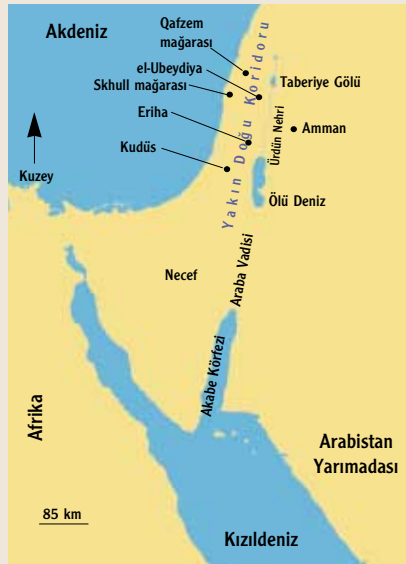 Akdeniz
Qafzem
mağarası
el-Ubeydiya
Skhull mağarası
Taberiye Gölü
Eriha
Amman
Kudüs
Kuzey
Yakın Doğu Koridoru
Ürdün Nehri
Ölü Deniz
Necef
Araba Vadisi
Akabe Körfezi
Afrika
Arabistan
Yarımadası
85 km
Kızıldeniz